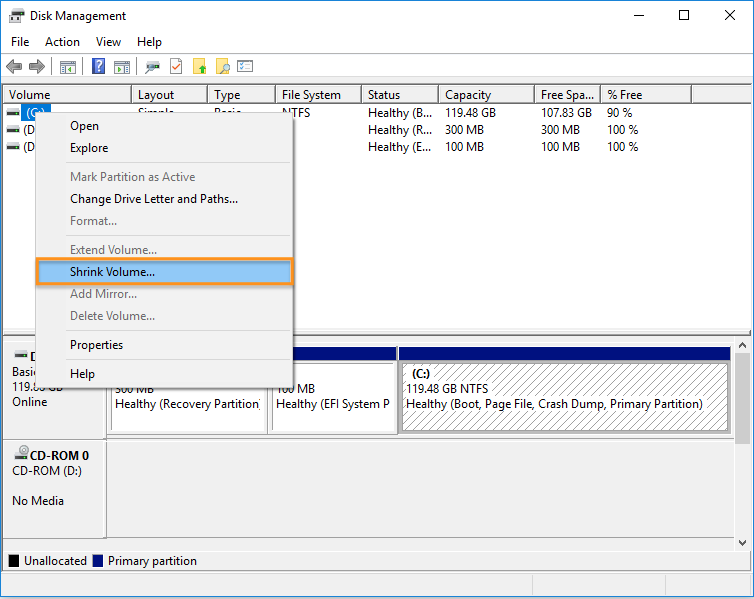 Disk Management
File Action View Help
Volume Layout Type File System Status Capacity Free Spa... % Free
(C:) Simple Basic NTFS Healthy (B... 119.48 GB 107.83 GB 90 %
(D Healthy (R... 300 MB 300 MB 100 %
(D Healthy (E... 100 MB 100 MB 100 %
Open
Explore
Mark Partition as Active
Change Drive Letter and Paths...
Format...
Extend Volume...
Shrink Volume...
Add Mirror...
Delete Volume...
Properties
Help
D
Basic
Online
300 MB
Healthy (Recovery Partition)
100 MB
Healthy (EFI System P
(C:)
119.48 GB NTFS
Healthy (Boot, Page File, Crash Dump, Primary Partition)
CD-ROM 0
CD-ROM (D:)
No Media
Unallocated Primary partition